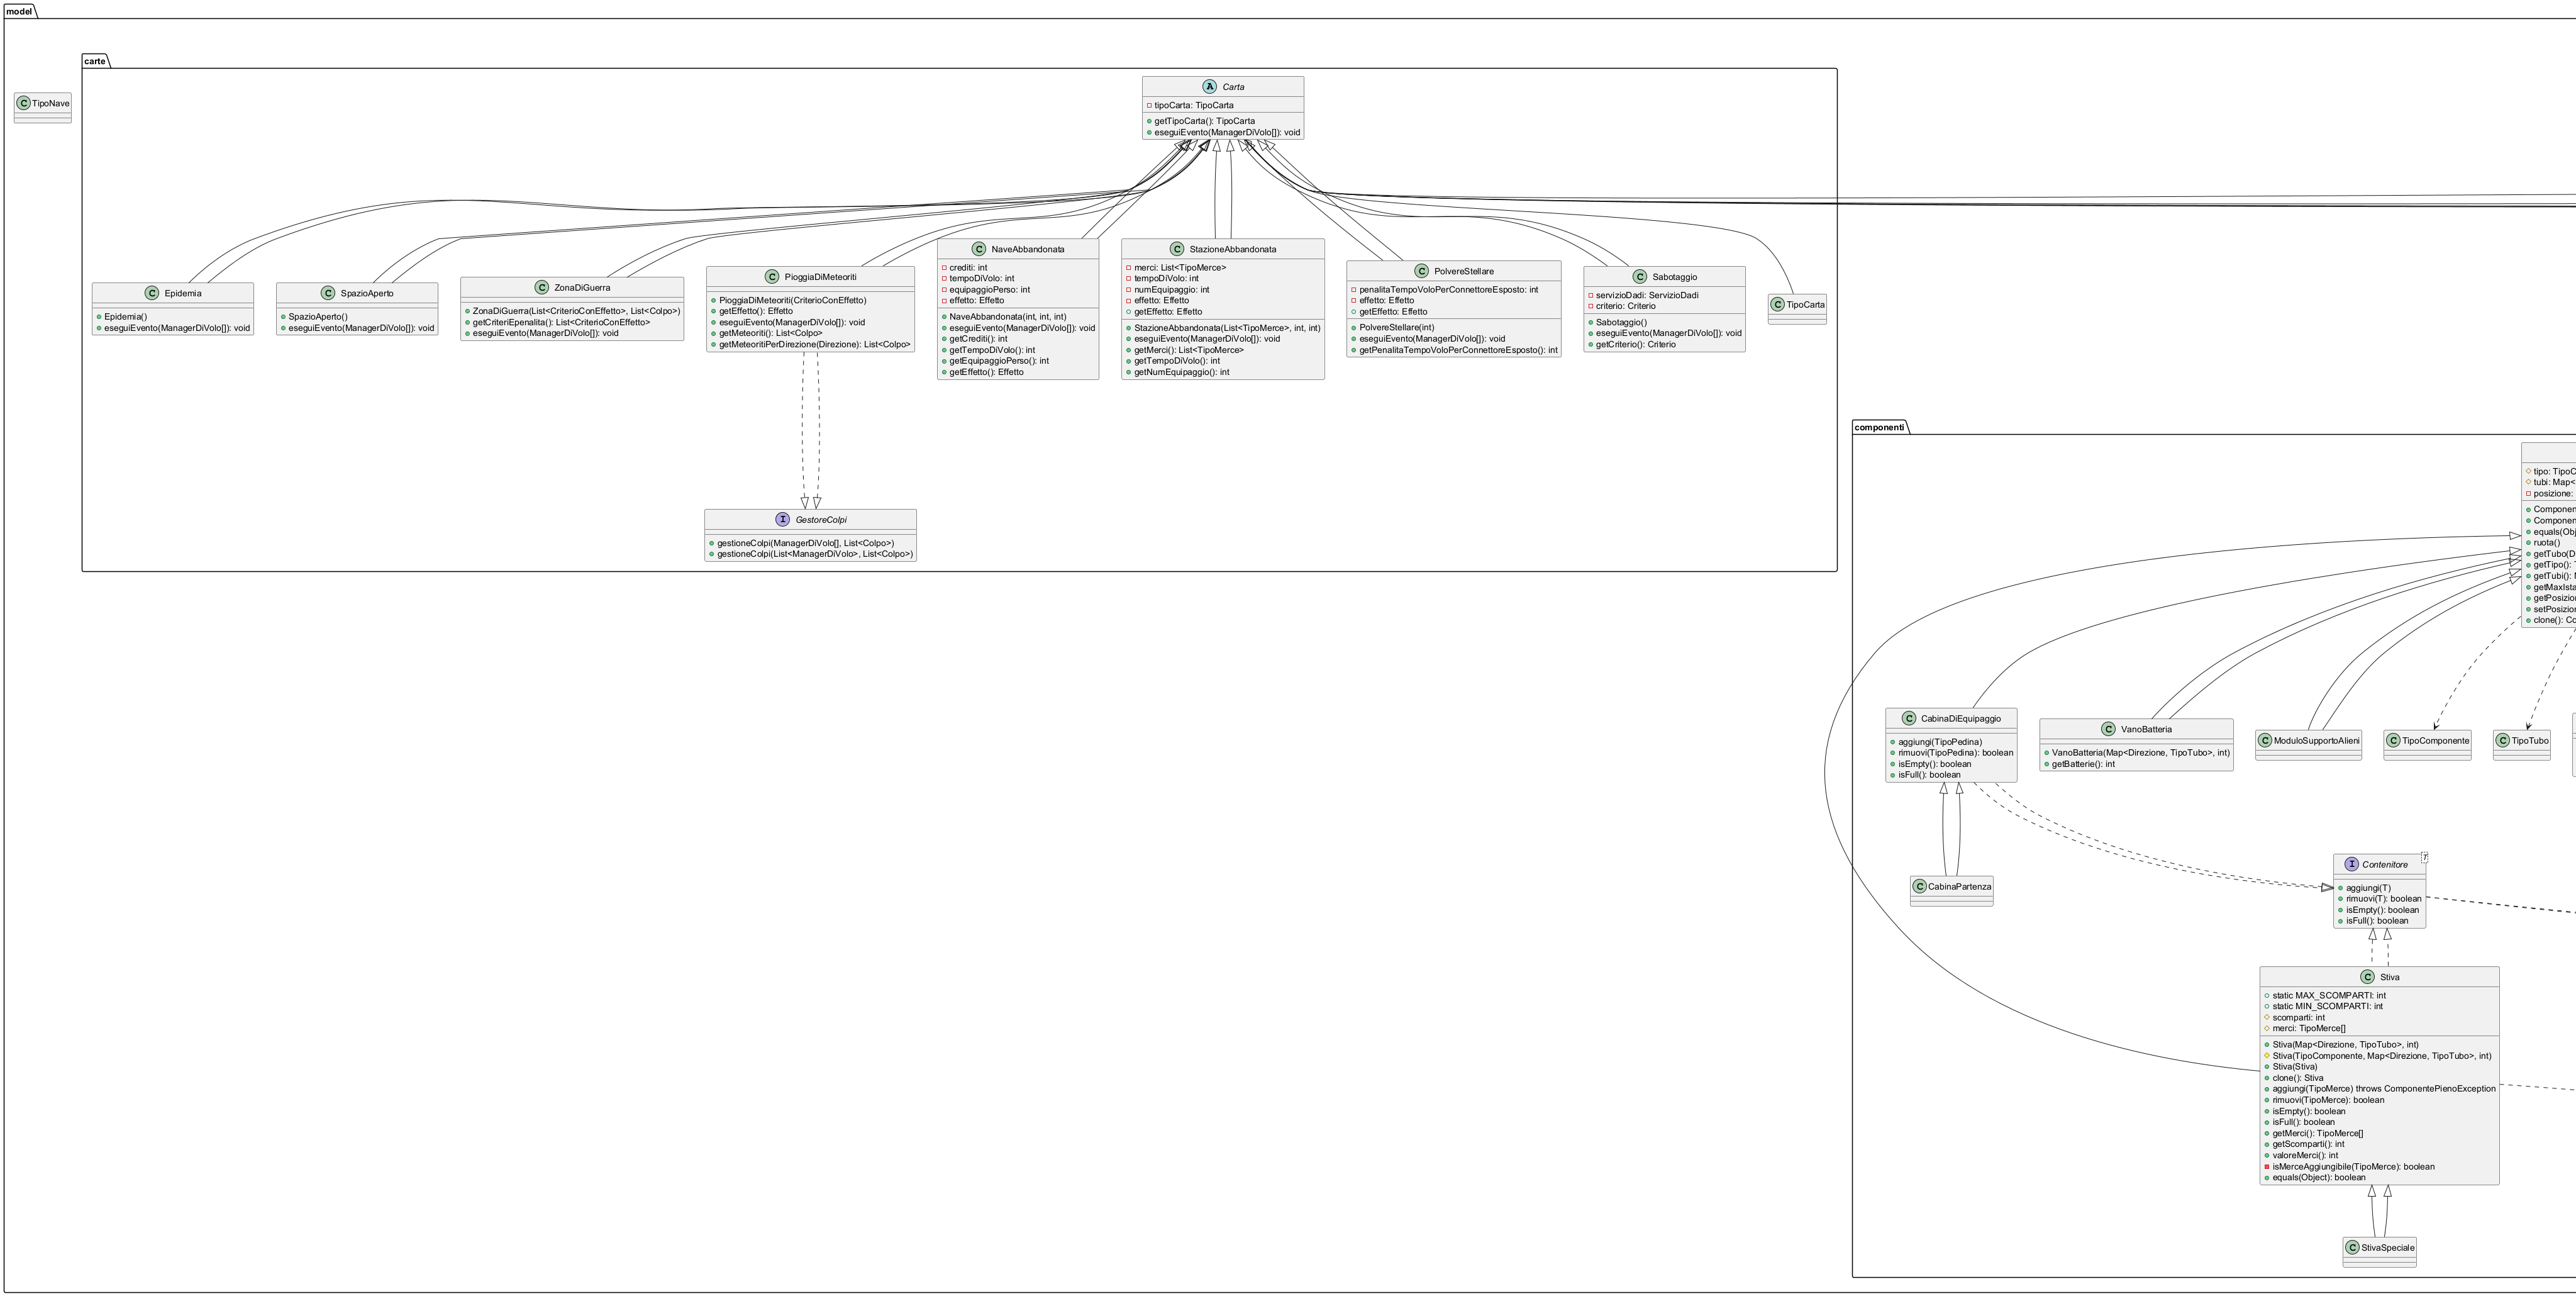 model
carte
C TipoNave
A Carta
tipoCarta: TipoCarta
getTipoCarta(): TipoCarta
eseguiEvento(ManagerDiVolo[]): void
C Epidemia
Epidemia()
eseguiEvento(ManagerDiVolo[]): void
C SpazioAperto
SpazioAperto()
eseguiEvento(ManagerDiVolo[]): void
C ZonaDiGuerra
ZonaDiGuerra(List<CriterioConEffetto>, List<Colpo>)
getCriteriEpenalita(): List<CriterioConEffetto>
eseguiEvento(ManagerDiVolo[]): void
C PioggiaDiMeteoriti
PioggiaDiMeteoriti(CriterioConEffetto)
getEffetto(): Effetto
eseguiEvento(ManagerDiVolo[]): void
getMeteoriti(): List<Colpo>
getMeteoritiPerDirezione(Direzione): List<Colpo>
C NaveAbbandonata
crediti: int
tempoDiVolo: int
equipaggioPerso: int
effetto: Effetto
NaveAbbandonata(int, int, int)
eseguiEvento(ManagerDiVolo[]): void
getCrediti(): int
getTempoDiVolo(): int
getEquipaggioPerso(): int
getEffetto(): Effetto
C StazioneAbbandonata
merci: List<TipoMerce>
tempoDiVolo: int
numEquipaggio: int
effetto: Effetto
getEffetto: Effetto
StazioneAbbandonata(List<TipoMerce>, int, int)
eseguiEvento(ManagerDiVolo[]): void
getMerci(): List<TipoMerce>
getTempoDiVolo(): int
getNumEquipaggio(): int
C PolvereStellare
penalitaTempoVoloPerConnettoreEsposto: int
effetto: Effetto
getEffetto: Effetto
PolvereStellare(int)
eseguiEvento(ManagerDiVolo[]): void
getPenalitaTempoVoloPerConnettoreEsposto(): int
C Sabotaggio
servizioDadi: ServizioDadi
criterio: Criterio
Sabotaggio()
eseguiEvento(ManagerDiVolo[]): void
getCriterio(): Criterio
C TipoCarta
I GestoreColpi
gestioneColpi(ManagerDiVolo[], List<Colpo>)
gestioneColpi(List<ManagerDiVolo>, List<Colpo>)
componenti
tipo: TipoC
tubi: Map<
posizione:
Componen
Componen
equals(Obj
ruota()
getTubo(D
getTipo(): T
getTubi(): M
getMaxIsta
getPosizion
setPosizion
clone(): Co
C CabinaDiEquipaggio
aggiungi(TipoPedina)
rimuovi(TipoPedina): boolean
isEmpty(): boolean
isFull(): boolean
C VanoBatteria
VanoBatteria(Map<Direzione, TipoTubo>, int)
getBatterie(): int
C ModuloSupportoAlieni
C TipoComponente
C TipoTubo
C CabinaPartenza
I Contenitore T
aggiungi(T)
rimuovi(T): boolean
isEmpty(): boolean
isFull(): boolean
C Stiva
static MAX_SCOMPARTI: int
static MIN_SCOMPARTI: int
scomparti: int
merci: TipoMerce[]
Stiva(Map<Direzione, TipoTubo>, int)
Stiva(TipoComponente, Map<Direzione, TipoTubo>, int)
Stiva(Stiva)
clone(): Stiva
aggiungi(TipoMerce) throws ComponentePienoException
rimuovi(TipoMerce): boolean
isEmpty(): boolean
isFull(): boolean
getMerci(): TipoMerce[]
getScomparti(): int
valoreMerci(): int
isMerceAggiungibile(TipoMerce): boolean
equals(Object): boolean
C StivaSpeciale